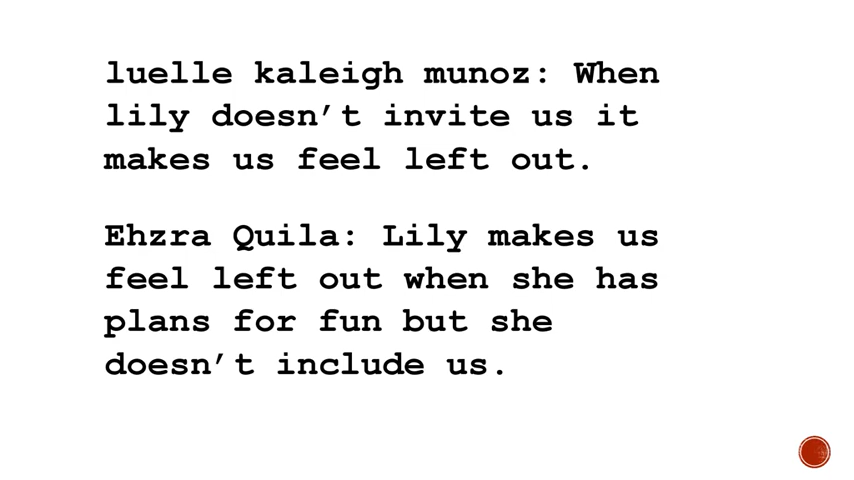 luelle kaleigh munoz: When
lily doesn’t invite us it
makes us feel left out.
Ehzra Quila: Lily makes us
feel left out when she has
plans for fun but she
doesn’t include us.